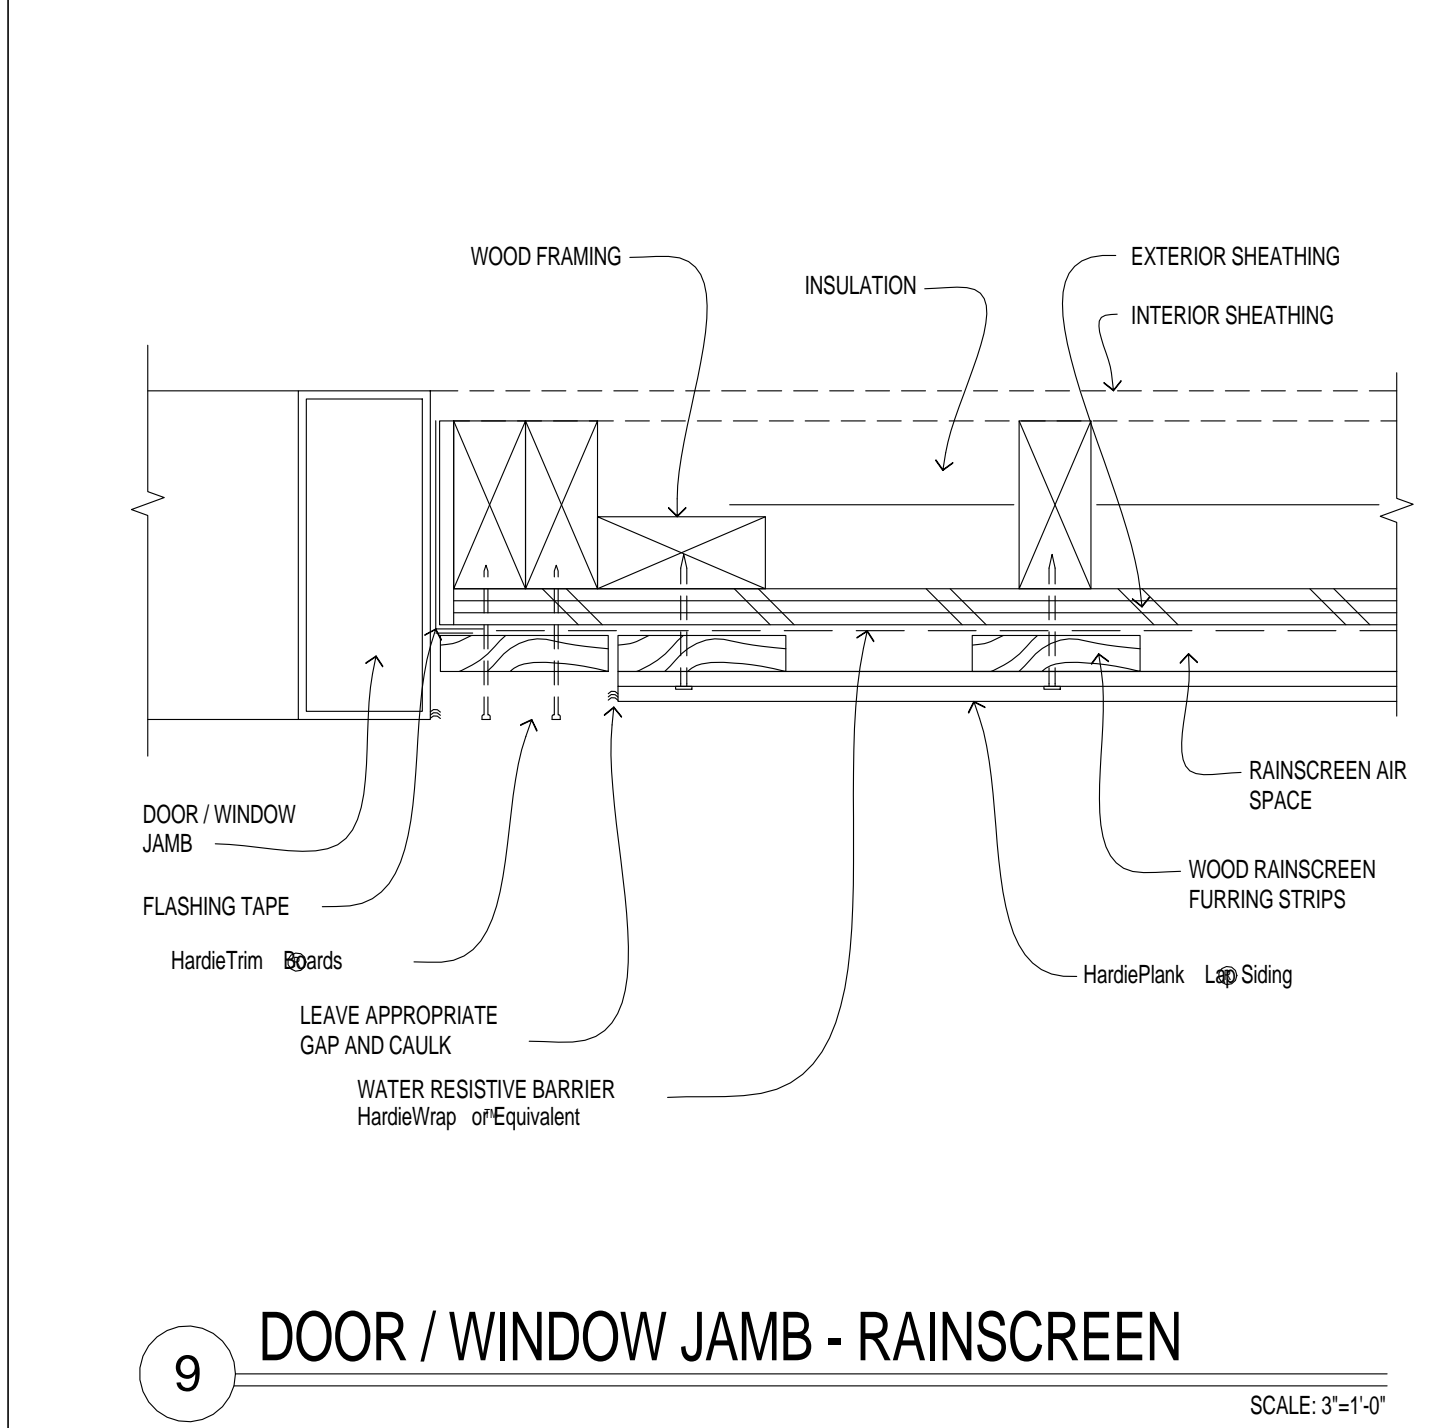 WOOD FRAMING
INSULATION
EXTERIOR SHEATHING
INTERIOR SHEATHING
DOOR / WINDOW
JAMB
FLASHING TAPE
HardieTrim ® Boards
LEAVE APPROPRIATE
GAP AND CAULK
WATER RESISTIVE BARRIER
HardieWrap ™ or Equivalent
RAINSCREEN AIR
SPACE
WOOD RAINSCREEN
FURRING STRIPS
HardiePlank ® Lap Siding
9
DOOR / WINDOW JAMB - RAINSCREEN
SCALE: 3"=1'-0"